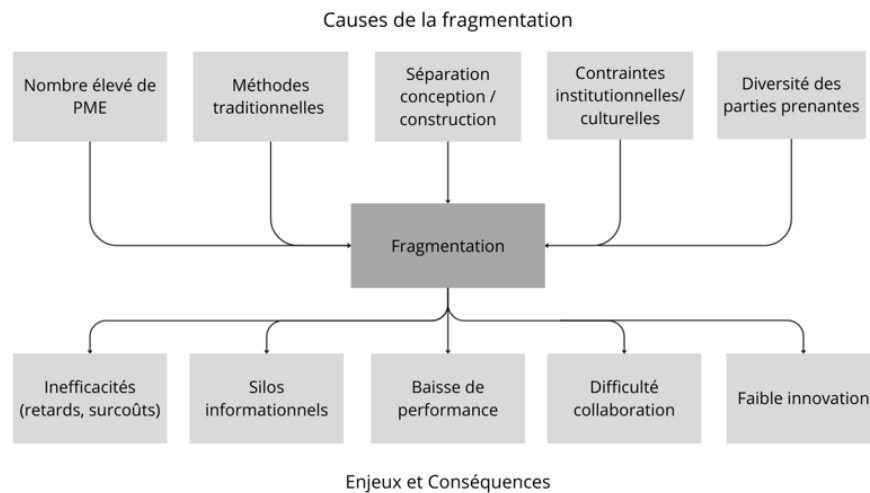 Causes de la fragmentation
Nombre élevé de
PME
Méthodes
traditionnelles
Séparation
conception /
construction
Contraintes
institutionnelles/
culturelles
Diversité des
parties prenantes
Fragmentation
Inefficacités
(retards, surcoûts)
Silos
informationnels
Baisse de
performance
Difficulté
collaboration
Faible innovation
Enjeux et Conséquences